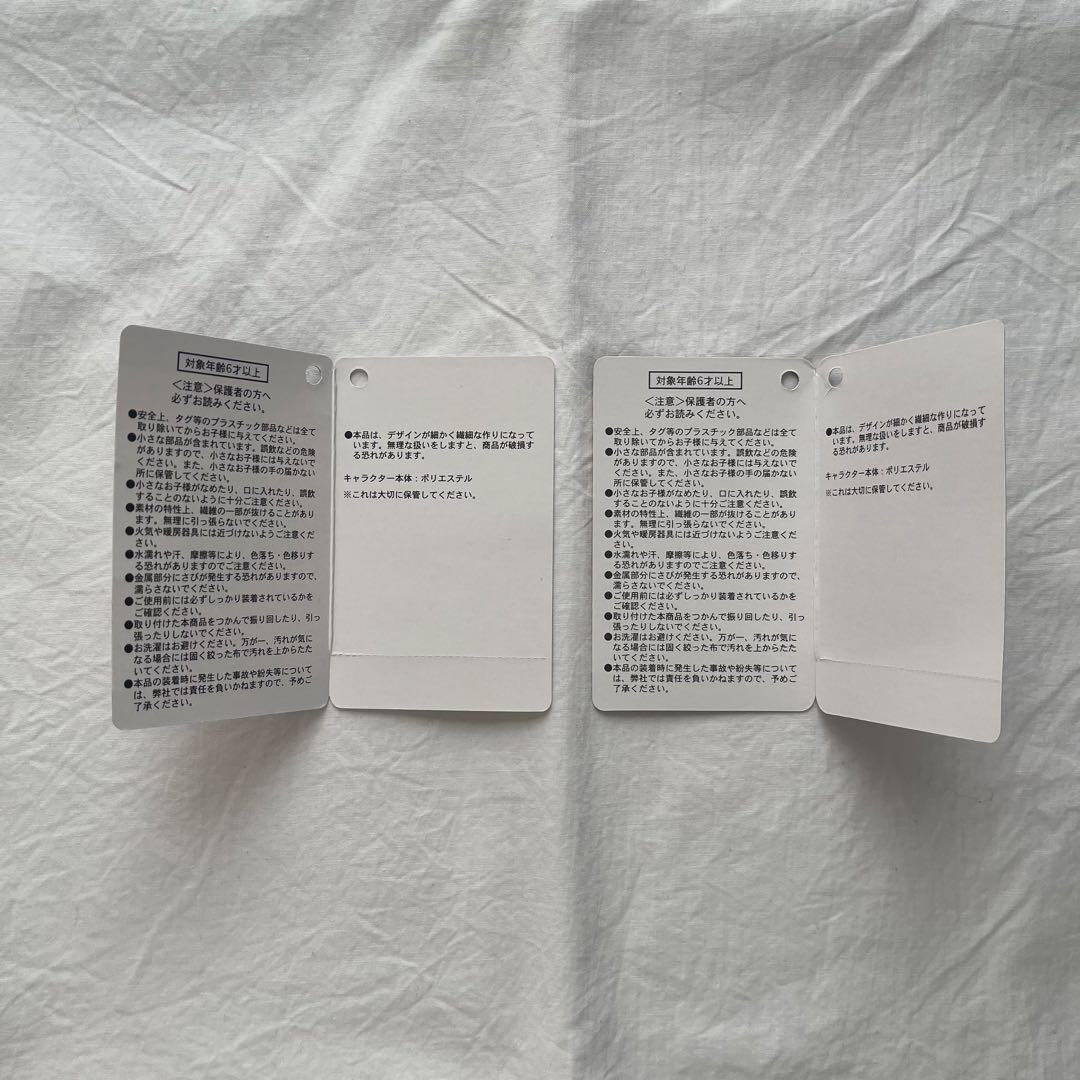 対象年齢6才以上
＜注意＞保護者の方へ
必ずお読みください。
●安全上、タグ等のプラスチック部品などは全て
取り除いてからお子様に与えてください。
●小さな部品が含まれています。誤飲などの危険
がありますので、小さなお子様には与えないで
ください。また、小さなお子様の手の届かない
所に保管してください。
●小さなお子様がなめたり、口に入れたり、誤飲
することのないように十分ご注意ください。
●素材の特性上、繊維の一部が抜けることがあり
ます。無理に引っ張らないでください。
●火気や暖房器具には近づけないようご注意くだ
さい。
●水濡れや汗、摩擦等により、色落ち・色移りす
る恐れがありますのでご注意ください。
●金属部分にさびが発生する恐れがありますので、
濡らさないでください。
●ご使用前には必ずしっかり装着されているかを
ご確認ください。
●取り付けた本商品をつかんで振り回したり、引っ
張ったりしないでください。
●お洗濯はお避けください。万が一、汚れが気に
なる場合には固く絞った布で汚れを上からたた
いてください。
●本品の装着時に発生した事故や紛失等について
は、弊社では責任を負いかねますので、予めご
了承ください。
●本品は、デザインが細かく繊細な作りになって
います。無理な扱いをしますと、商品が破損す
る恐れがあります。
キャラクター本体：ポリエステル
※これは大切に保管してください。
対象年齢6才以上
＜注意＞保護者の方へ
必ずお読みください。
●安全上、タグ等のプラスチック部品などは全て
取り除いてからお子様に与えてください。
●小さな部品が含まれています。誤飲などの危険
がありますので、小さなお子様には与えないで
ください。また、小さなお子様の手の届かない
所に保管してください。
●小さなお子様がなめたり、口に入れたり、誤飲
することのないように十分ご注意ください。
●素材の特性上、繊維の一部が抜けることがあり
ます。無理に引っ張らないでください。
●火気や暖房器具には近づけないようご注意くだ
さい。
●水濡れや汗、摩擦等により、色落ち・色移りす
る恐れがありますのでご注意ください。
●金属部分にさびが発生する恐れがありますので、
濡らさないでください。
●ご使用前には必ずしっかり装着されているかを
ご確認ください。
●取り付けた本商品をつかんで振り回したり、引っ
張ったりしないでください。
●お洗濯はお避けください。万が一、汚れが気に
なる場合には固く絞った布で汚れを上からたた
いてください。
●本品の装着時に発生した事故や紛失等について
は、弊社では責任を負いかねますので、予めご
了承ください。
●本品は、デザインが細かく繊細な作りになって
います。無理な扱いをしますと、商品が破損す
る恐れがあります。
キャラクター本体：ポリエステル
※これは大切に保管してください。